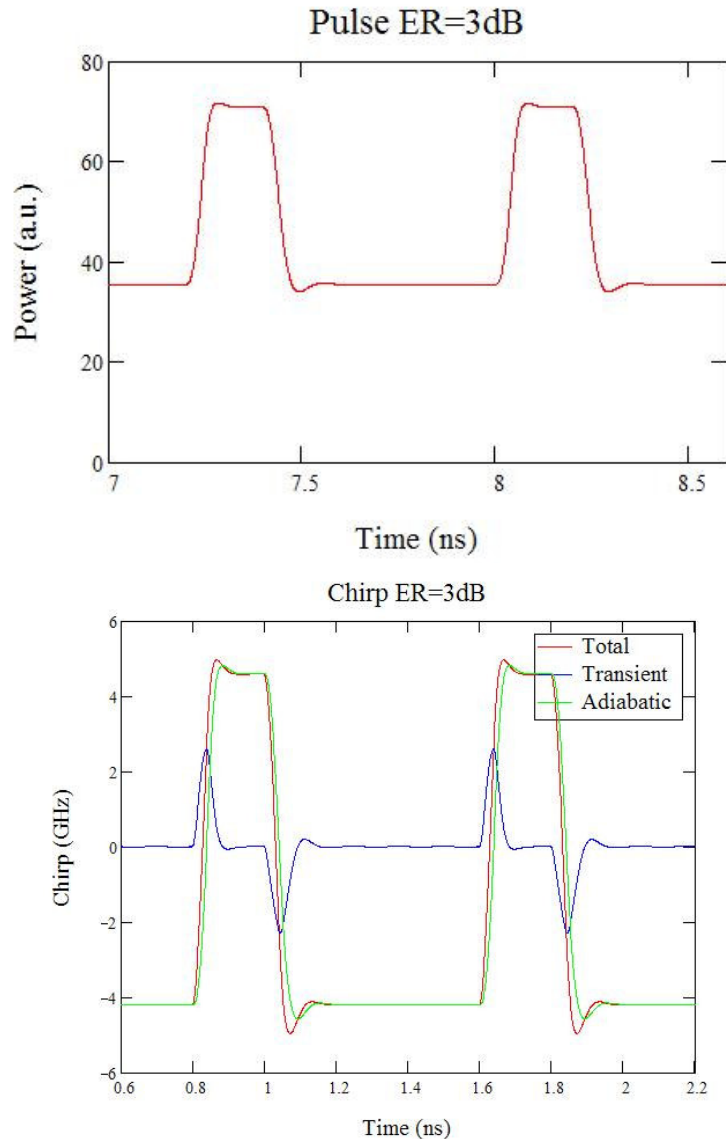 Pulse ER=3dB
80
60
40
20
0
Power (a.u.)
7
7.5
8
8.5
Time (ns)
Chirp ER=3dB
6
4
2
0
−2
−4
−6
Chirp (GHz)
Total
Transient
Adiabatic
0.6
0.8
1
1.2
1.4
1.6
1.8
2
2.2
Time (ns)